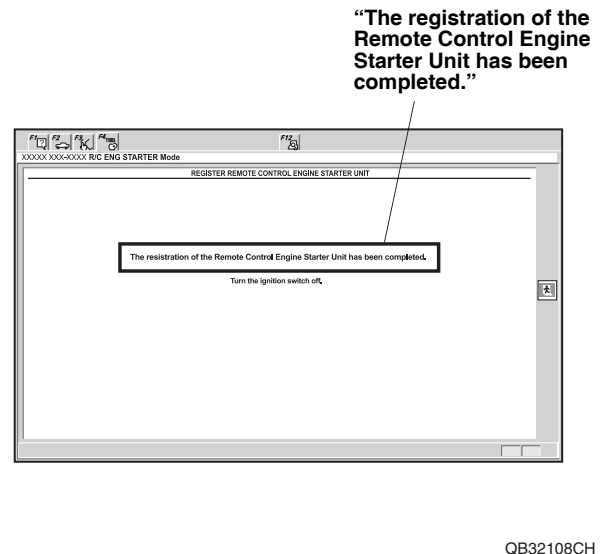 “The registration of the
Remote Control Engine
Starter Unit has been
completed.”
F1 F2 F3 F4 TOOL F12
XXXXX XXX-XXXX R/C ENG STARTER Mode
REGISTER REMOTE CONTROL ENGINE STARTER UNIT
The resistration of the Remote Control Engine Starter Unit has been completed.
Turn the ignition switch off.
QB32108CH